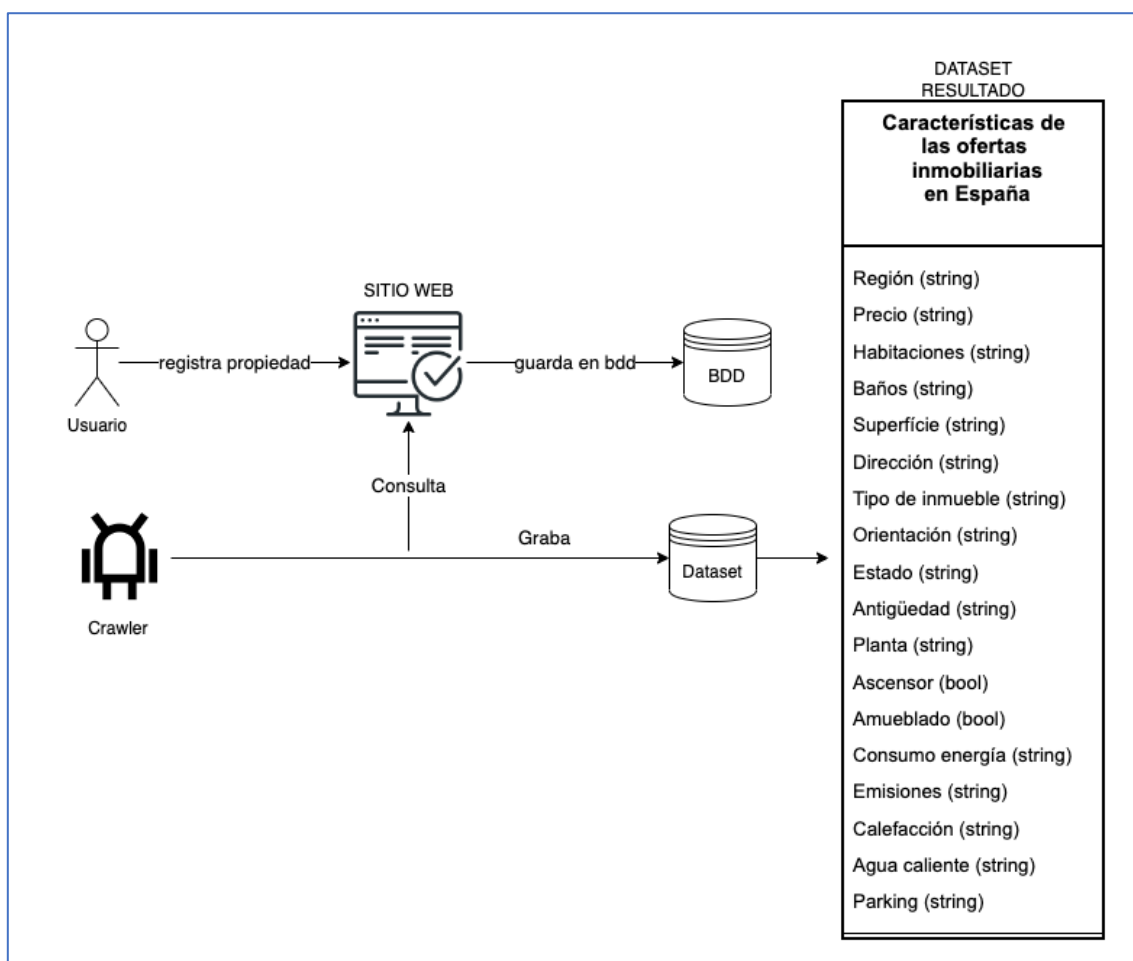 DATASET
RESULTADO
Características de
las ofertas
inmobiliarias
en España
SITIO WEB
registra propiedad
guarda en bdd
BDD
Usuario
Consulta
Graba
Dataset
Crawler
Región (string)
Precio (string)
Habitaciones (string)
Baños (string)
Superfície (string)
Dirección (string)
Tipo de inmueble (string)
Orientación (string)
Estado (string)
Antigüedad (string)
Planta (string)
Ascensor (bool)
Amueblado (bool)
Consumo energía (string)
Emisiones (string)
Calefacción (string)
Agua caliente (string)
Parking (string)